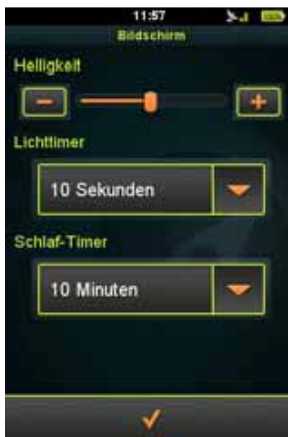 11:57
Bildschirm
Helligkeit
Lichttimer
10 Sekunden
Schlaf-Timer
10 Minuten